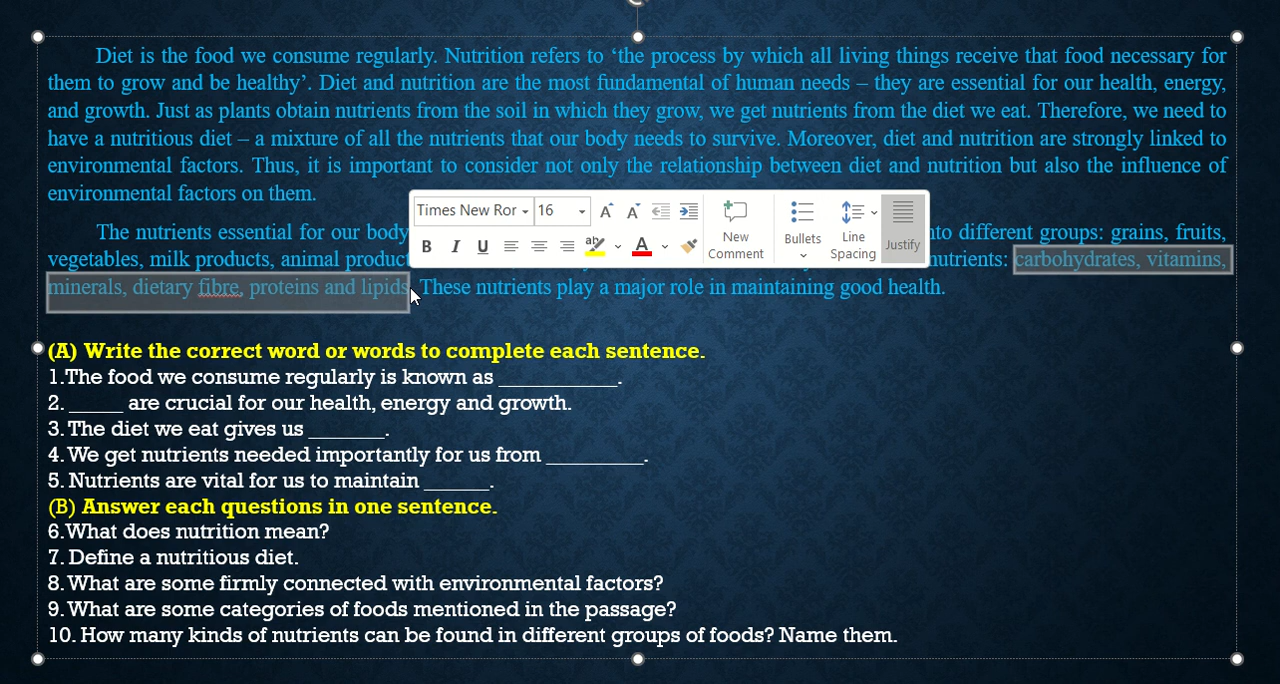 Diet is the food we consume regularly. Nutrition refers to ‘the process by which all living things receive that food necessary for
them to grow and be healthy’. Diet and nutrition are the most fundamental of human needs – they are essential for our health, energy,
and growth. Just as plants obtain nutrients from the soil in which they grow, we get nutrients from the diet we eat. Therefore, we need to
have a nutritious diet – a mixture of all the nutrients that our body needs to survive. Moreover, diet and nutrition are strongly linked to
environmental factors. Thus, it is important to consider not only the relationship between diet and nutrition but also the influence of
environmental factors on them.
Times New Ror 16 A A
B I U ab A
New Comment
Bullets
Line Spacing
Justify
The nutrients essential for our body nto different groups: grains, fruits,
vegetables, milk products, animal product nutrients: carbohydrates, vitamins,
minerals, dietary fibre, proteins and lipids. These nutrients play a major role in maintaining good health.
(A) Write the correct word or words to complete each sentence.
1.The food we consume regularly is known as ___________.
2. _____ are crucial for our health, energy and growth.
3. The diet we eat gives us _______.
4. We get nutrients needed importantly for us from _________.
5. Nutrients are vital for us to maintain ______.
(B) Answer each questions in one sentence.
6.What does nutrition mean?
7. Define a nutritious diet.
8. What are some firmly connected with environmental factors?
9. What are some categories of foods mentioned in the passage?
10. How many kinds of nutrients can be found in different groups of foods? Name them.